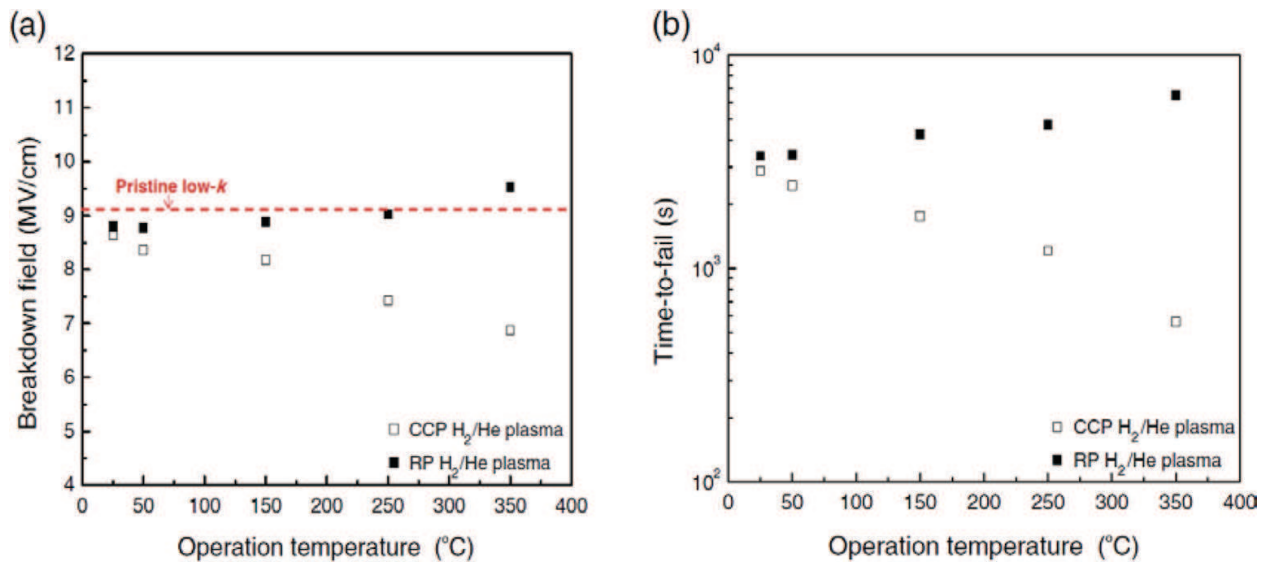 (a)
12
11
10
9
8
7
6
5
4
Breakdown field (MV/cm)
Pristine low-k
CCP H2/He plasma
RP H2/He plasma
0 50 100 150 200 250 300 350 400
Operation temperature (°C)
(b)
10^4
10^3
10^2
Time-to-fail (s)
CCP H2/He plasma
RP H2/He plasma
0 50 100 150 200 250 300 350 400
Operation temperature (°C)